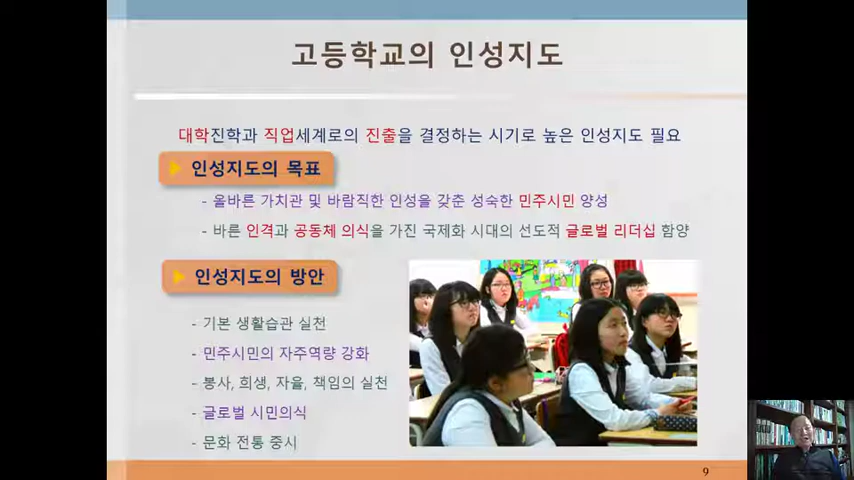 고등학교의 인성지도
대학진학과 직업세계로의 진출을 결정하는 시기로 높은 인성지도 필요
인성지도의 목표
- 올바른 가치관 및 바람직한 인성을 갖춘 성숙한 민주시민 양성
- 바른 인격과 공동체 의식을 가진 국제화 시대의 선도적 글로벌 리더십 함양
인성지도의 방안
- 기본 생활습관 실천
- 민주시민의 자주역량 강화
- 봉사, 희생, 자율, 책임의 실천
- 글로벌 시민의식
- 문화 전통 중시
9